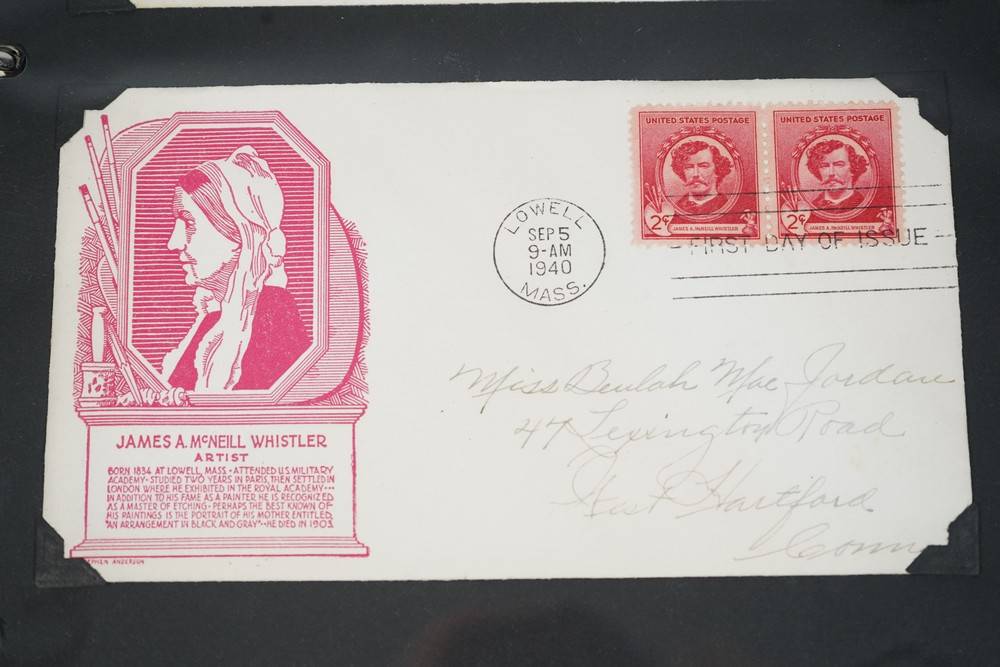 JAMES A. McNEILL WHISTLER
ARTIST
BORN 1834 AT LOWELL, MASS. • ATTENDED U.S. MILITARY
ACADEMY • STUDIED TWO YEARS IN PARIS, THEN SETTLED IN
LONDON WHERE HE EXHIBITED IN THE ROYAL ACADEMY • • •
IN ADDITION TO HIS FAME AS A PAINTER HE IS RECOGNIZED
AS A MASTER OF ETCHING • PERHAPS THE BEST KNOWN OF
HIS PAINTINGS IS THE PORTRAIT OF HIS MOTHER ENTITLED,
"AN ARRANGEMENT IN BLACK AND GRAY" • • HE DIED IN 1903.
ANDERSON
LOWELL
SEP 5
9-AM
1940
MASS.
UNITED STATES POSTAGE
2¢
JAMES A. McNEILL WHISTLER
UNITED STATES POSTAGE
2¢
JAMES A. McNEILL WHISTLER
FIRST DAY OF ISSUE
Miss Beulah Mae Jordan
47 Lexington Road
West Hartford
Conn